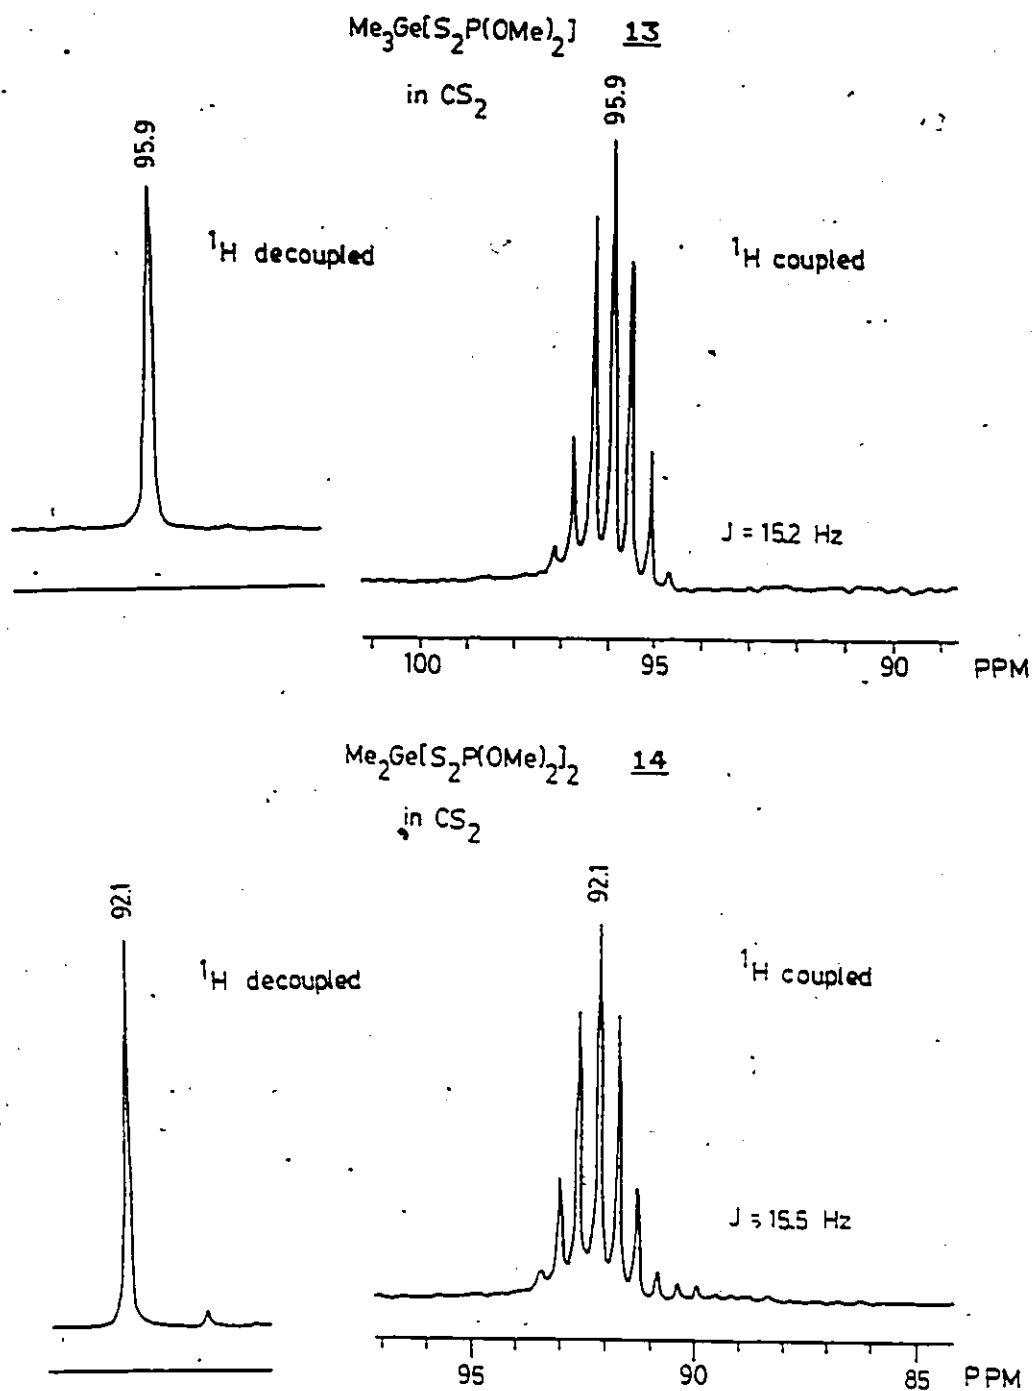 Me₃Ge[S₂P(OMe)₂] 13
in CS₂
95.9
95.9
¹H decoupled
¹H coupled
J = 15.2 Hz
100 95 90 PPM
Me₂Ge[S₂P(OMe)₂]₂ 14
in CS₂
92.1
92.1
¹H decoupled
¹H coupled
J = 15.5 Hz
95 90 85 PPM